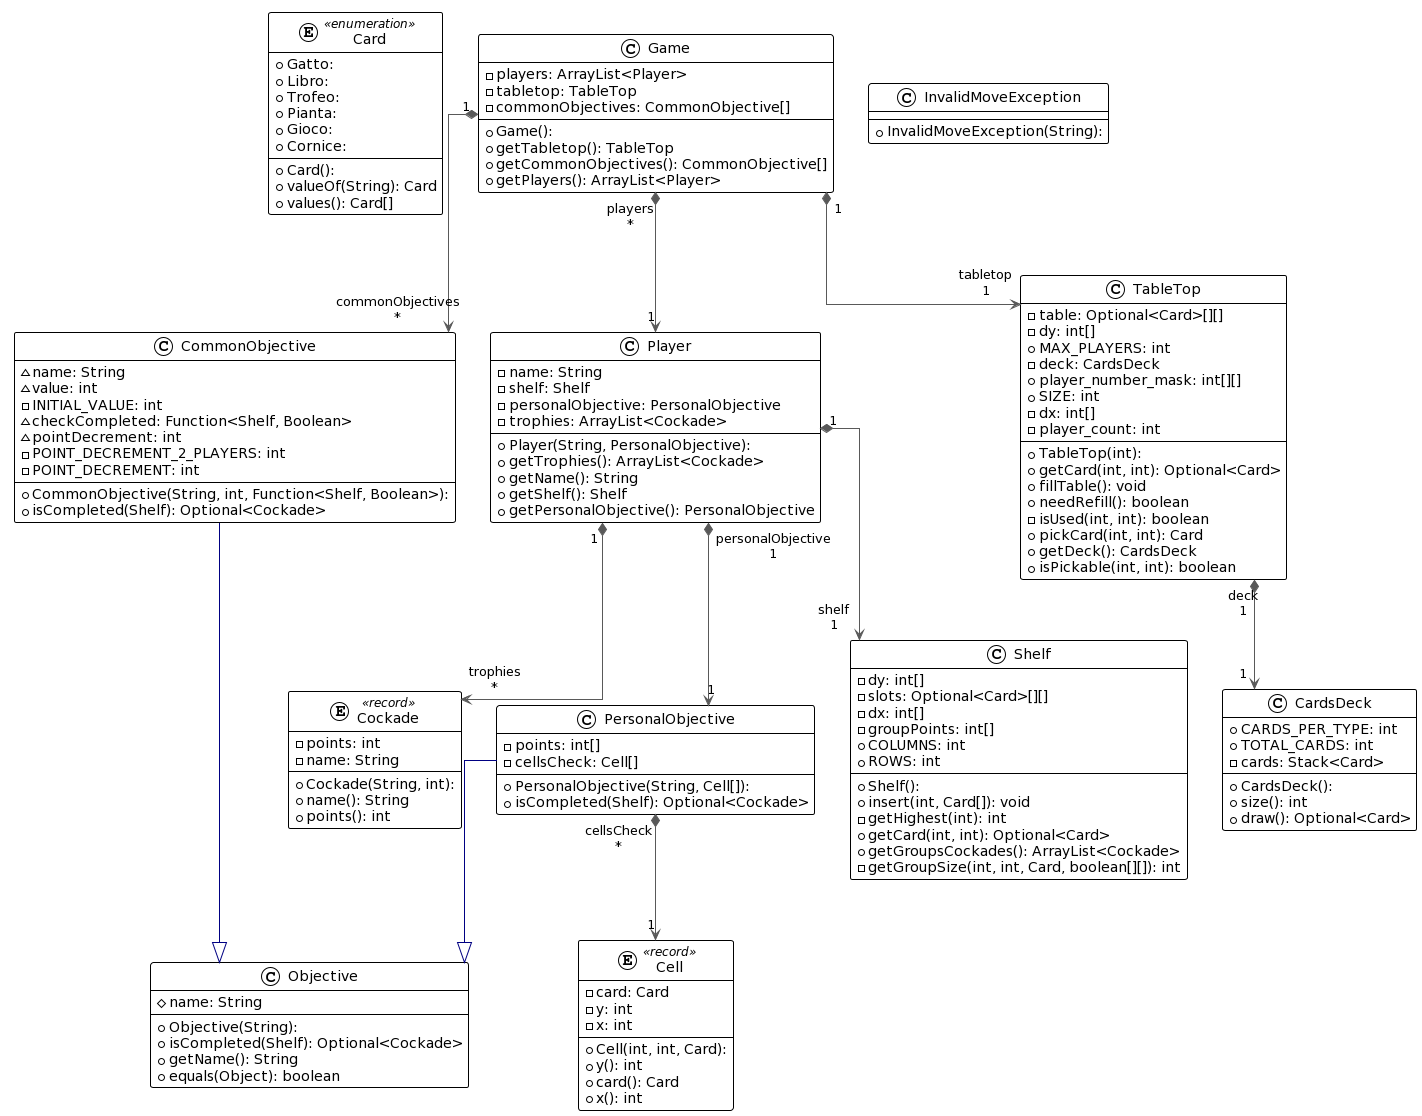 E «enumeration»
Card
Gatto:
Libro:
Trofeo:
Pianta:
Gioco:
Cornice:
Card():
valueOf(String): Card
values(): Card[]
C Game
players: ArrayList<Player>
tabletop: TableTop
commonObjectives: CommonObjective[]
Game():
getTabletop(): TableTop
getCommonObjectives(): CommonObjective[]
getPlayers(): ArrayList<Player>
C InvalidMoveException
InvalidMoveException(String):
1
players
*
1
tabletop
1
commonObjectives
*
1
C CommonObjective
name: String
value: int
INITIAL_VALUE: int
checkCompleted: Function<Shelf, Boolean>
pointDecrement: int
POINT_DECREMENT_2_PLAYERS: int
POINT_DECREMENT: int
CommonObjective(String, int, Function<Shelf, Boolean>):
isCompleted(Shelf): Optional<Cockade>
C Player
name: String
shelf: Shelf
personalObjective: PersonalObjective
trophies: ArrayList<Cockade>
Player(String, PersonalObjective):
getTrophies(): ArrayList<Cockade>
getName(): String
getShelf(): Shelf
getPersonalObjective(): PersonalObjective
C TableTop
table: Optional<Card>[][]
dy: int[]
MAX_PLAYERS: int
deck: CardsDeck
player_number_mask: int[][]
SIZE: int
dx: int[]
player_count: int
TableTop(int):
getCard(int, int): Optional<Card>
fillTable(): void
needRefill(): boolean
isUsed(int, int): boolean
pickCard(int, int): Card
getDeck(): CardsDeck
isPickable(int, int): boolean
1
1
personalObjective
1
shelf
1
deck
1
trophies
*
1
1
E «record»
Cockade
points: int
name: String
Cockade(String, int):
name(): String
points(): int
C PersonalObjective
points: int[]
cellsCheck: Cell[]
PersonalObjective(String, Cell[]):
isCompleted(Shelf): Optional<Cockade>
C Shelf
dy: int[]
slots: Optional<Card>[][]
dx: int[]
groupPoints: int[]
COLUMNS: int
ROWS: int
Shelf():
insert(int, Card[]): void
getHighest(int): int
getCard(int, int): Optional<Card>
getGroupsCockades(): ArrayList<Cockade>
getGroupSize(int, int, Card, boolean[][]): int
C CardsDeck
CARDS_PER_TYPE: int
TOTAL_CARDS: int
cards: Stack<Card>
CardsDeck():
size(): int
draw(): Optional<Card>
cellsCheck
*
1
C Objective
name: String
Objective(String):
isCompleted(Shelf): Optional<Cockade>
getName(): String
equals(Object): boolean
E «record»
Cell
card: Card
y: int
x: int
Cell(int, int, Card):
y(): int
card(): Card
x(): int